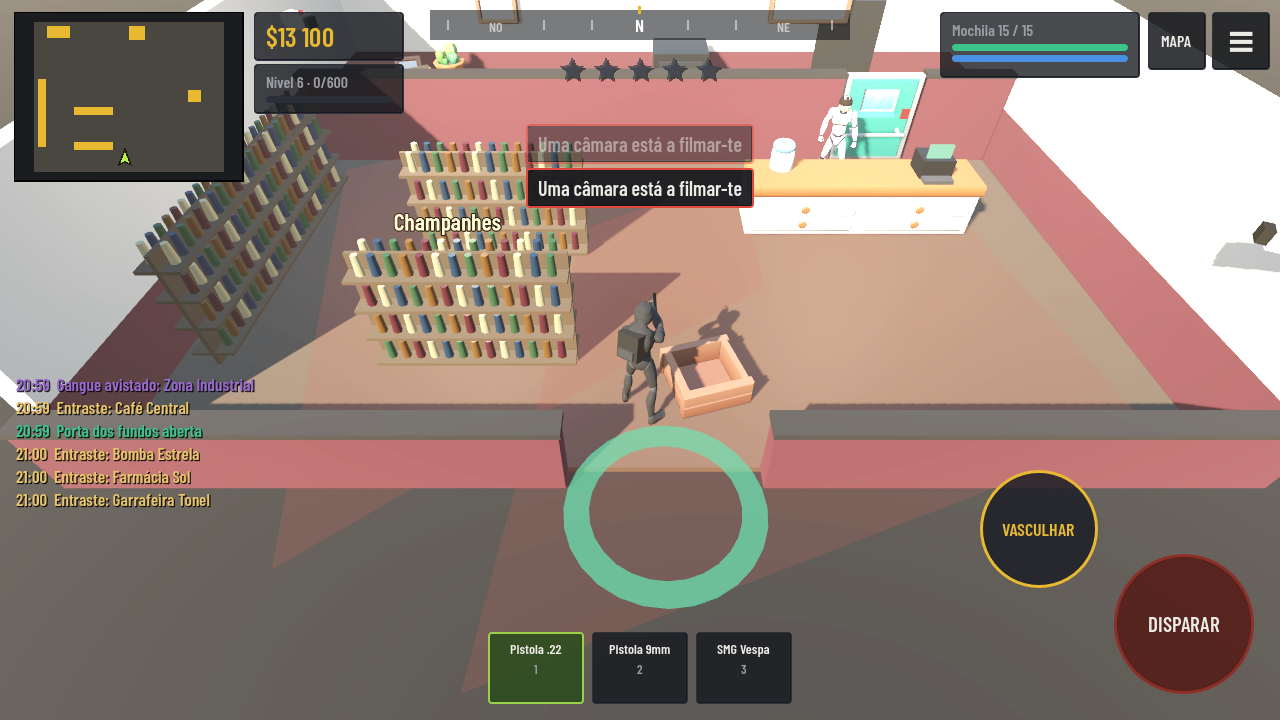 $13 100
Nível 6 · 0/600
NO
N
NE
Mochila 15 / 15
MAPA
Uma câmara está a filmar-te
Uma câmara está a filmar-te
Champanhes
20:59 Gangue avistado: Zona Industrial
20:59 Entraste: Café Central
20:59 Porta dos fundos aberta
21:00 Entraste: Bomba Estrela
21:00 Entraste: Farmácia Sol
21:00 Entraste: Garrafeira Tonel
VASCULHAR
DISPARAR
Pistola .22
1
Pistola 9mm
2
SMG Vespa
3